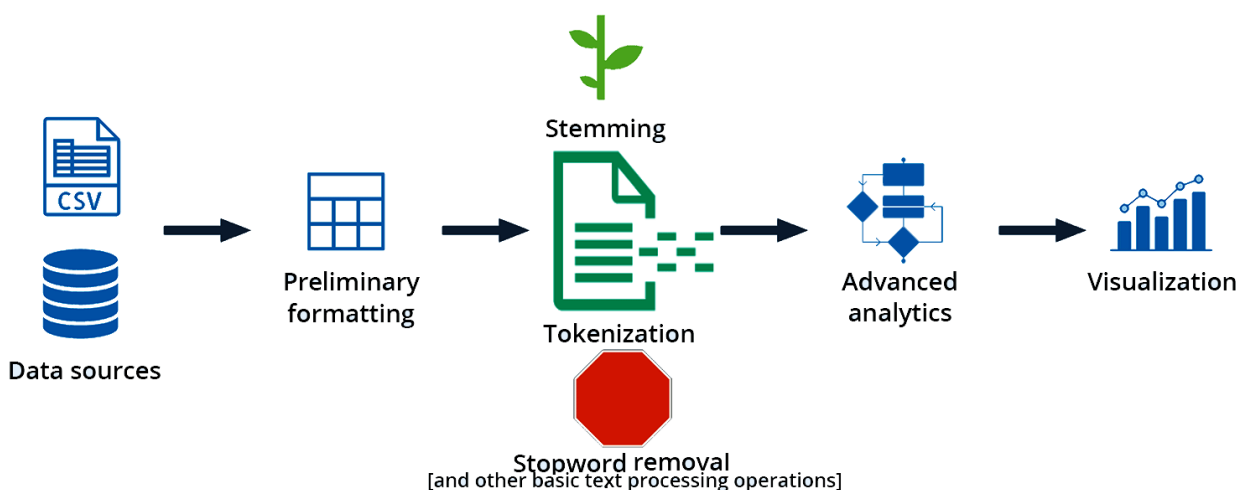 CSV
Data sources
Preliminary
formatting
Stemming
Tokenization
Stopword removal
[and other basic text processing operations]
Advanced
analytics
Visualization